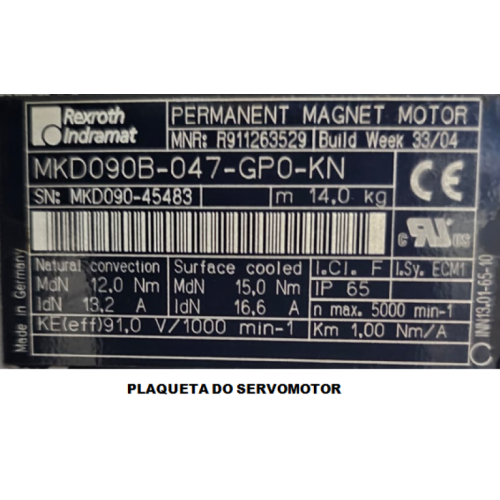 Rexroth
Indramat
PERMANENT MAGNET MOTOR
MNR: R911263529 Build Week 33/04
MKD090B-047-GP0-KN
SN: MKD090-45483 m 14,0 kg
CE
c RU us
Made in Germany
Natural convection Surface cooled I.Cl. F I.Sy. ECM1
MdN 12,0 Nm MdN 15,0 Nm IP 65
IdN 13,2 A IdN 16,6 A n max. 5000 min-1
KE(eff)91,0 V/1000 min-1 Km 1,00 Nm/A
NN13.01-65-10
PLAQUETA DO SERVOMOTOR